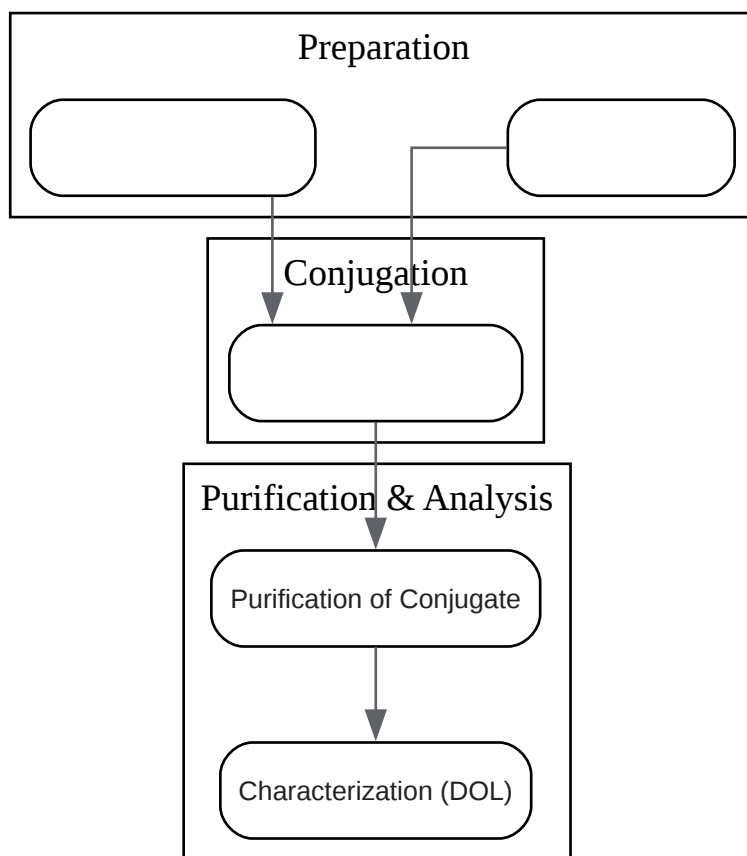 Preparation
Conjugation
Purification & Analysis
Purification of Conjugate
Characterization (DOL)